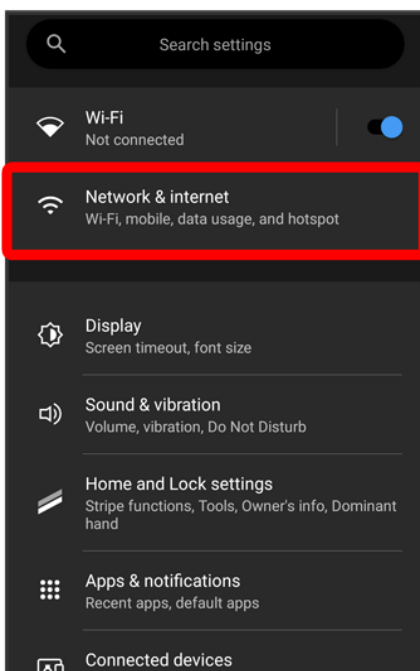 Search settings
Wi-Fi
Not connected
Network & internet
Wi-Fi, mobile, data usage, and hotspot
Display
Screen timeout, font size
Sound & vibration
Volume, vibration, Do Not Disturb
Home and Lock settings
Stripe functions, Tools, Owner's info, Dominant
hand
Apps & notifications
Recent apps, default apps
Connected devices